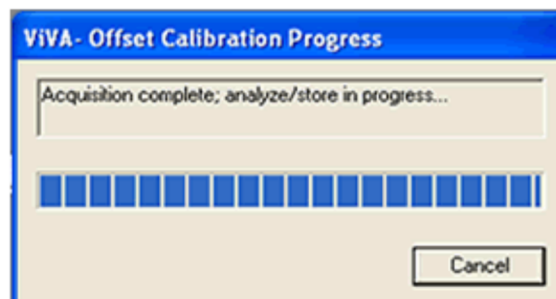 ViVA- Offset Calibration Progress
Acquisition complete; analyze/store in progress...
Cancel